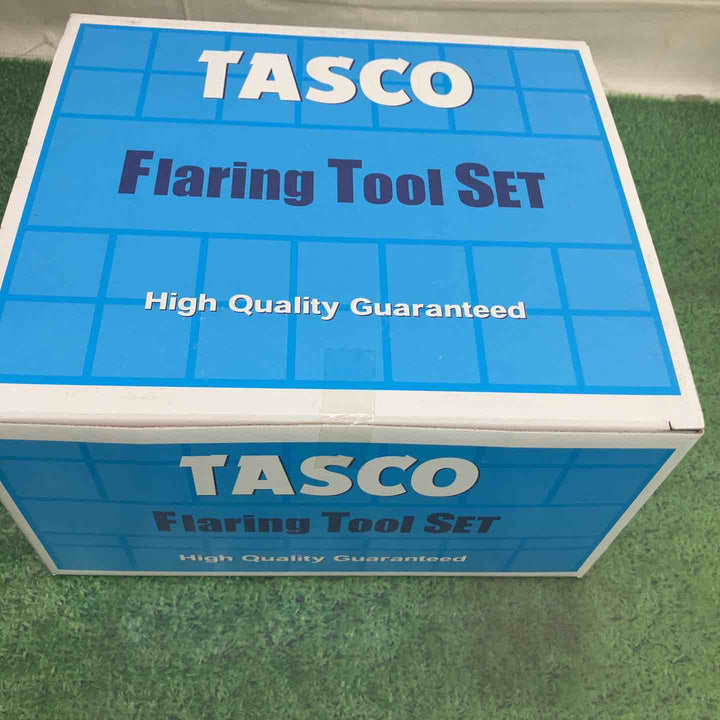 TASCO
Flaring Tool SET
High Quality Guaranteed
TASCO
Flaring Tool SET
High Quality Guaranteed